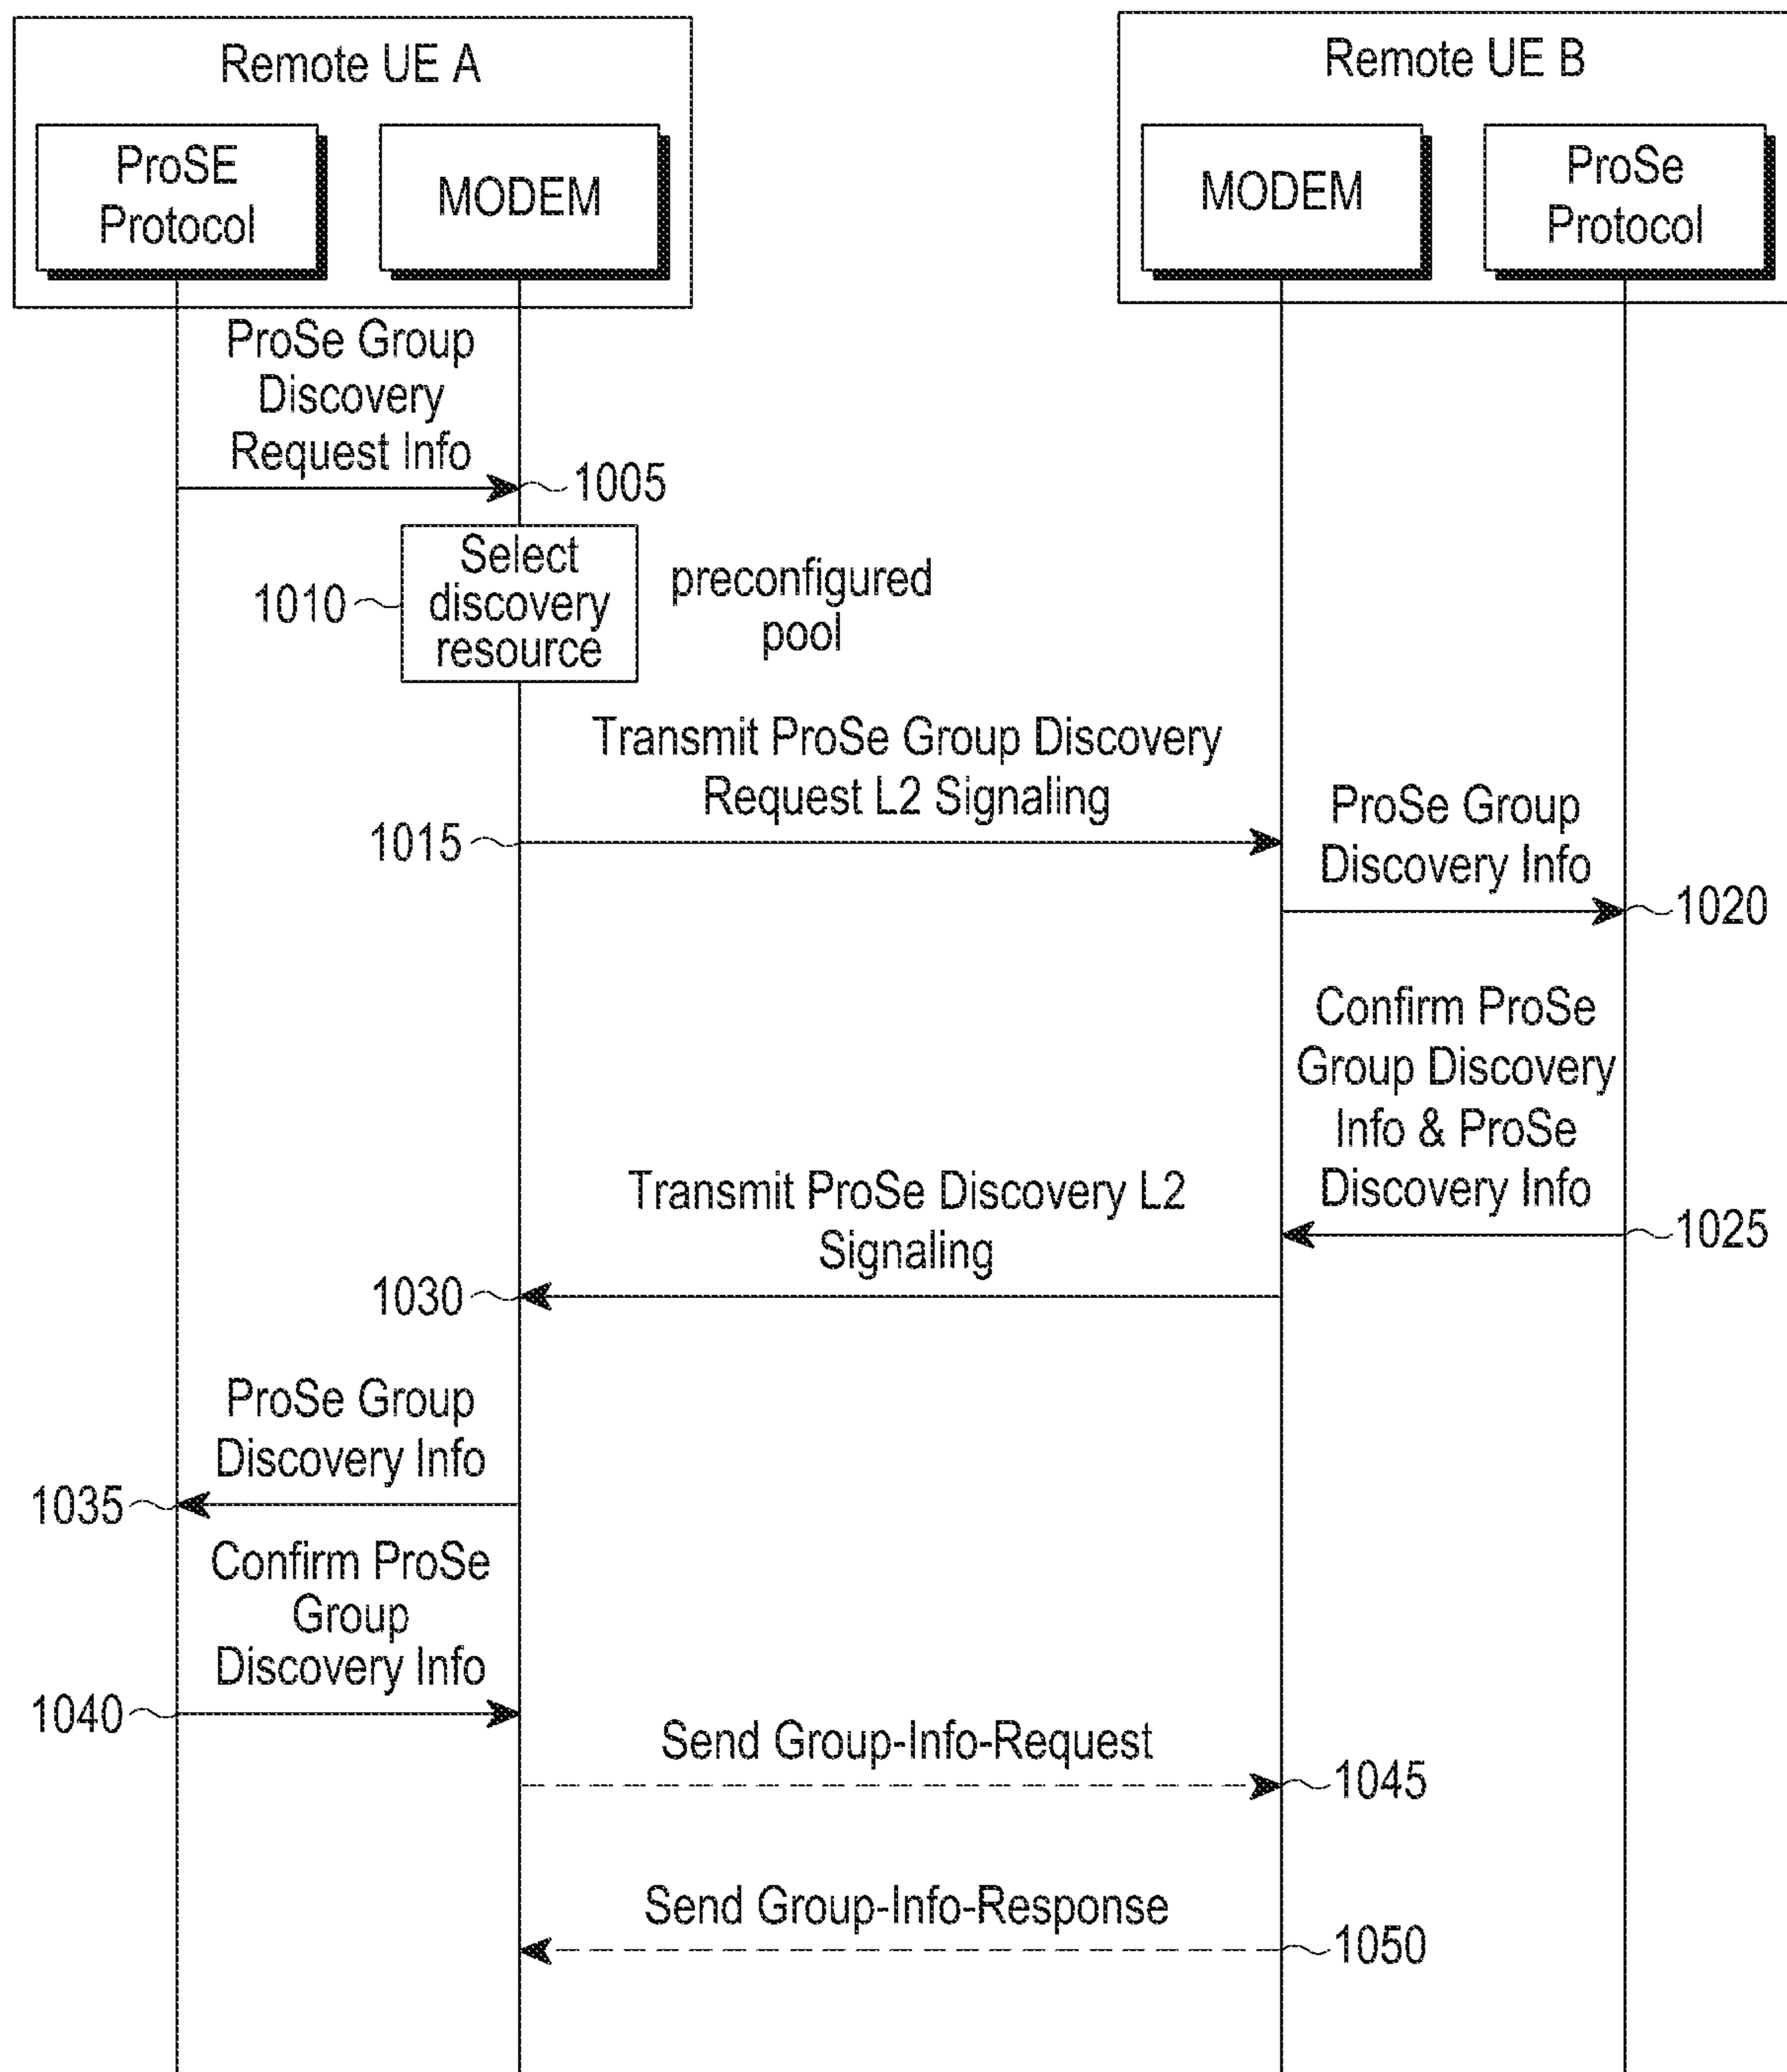 Remote UE A
ProSE
Protocol
MODEM
Remote UE B
MODEM
ProSe
Protocol
ProSe Group
Discovery
Request Info
1005
Select
discovery
resource
1010
preconfigured
pool
Transmit ProSe Group Discovery
Request L2 Signaling
1015
ProSe Group
Discovery Info
1020
Confirm ProSe
Group Discovery
Info & ProSe
Discovery Info
1025
Transmit ProSe Discovery L2
Signaling
1030
ProSe Group
Discovery Info
1035
Confirm ProSe
Group
Discovery Info
1040
Send Group-Info-Request
1045
Send Group-Info-Response
1050